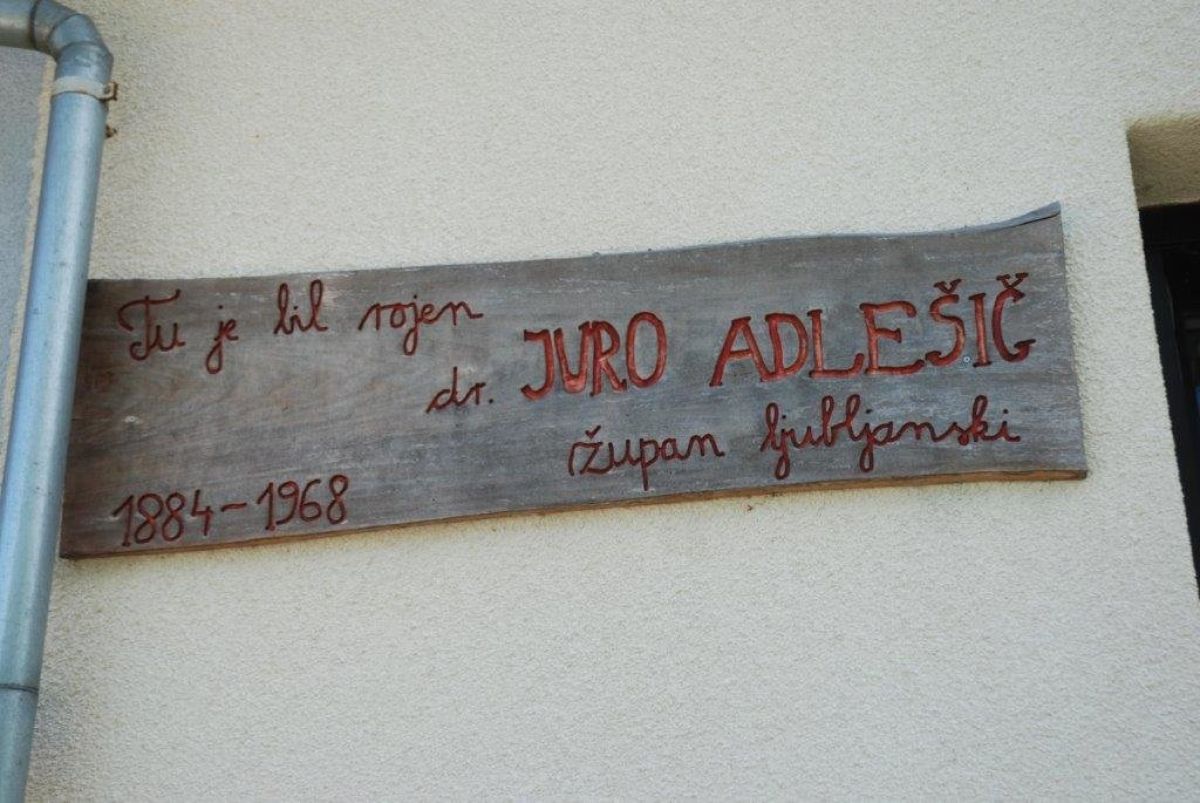 Tu je bil rojen
dr. JURO ADLEŠIČ
župan ljubljanski
1884-1968